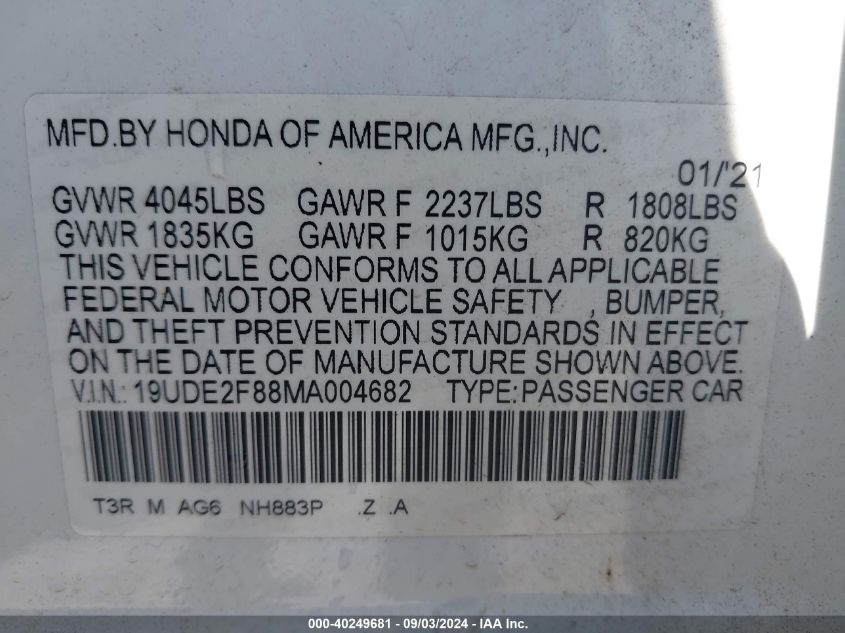 MFD.BY HONDA OF AMERICA MFG.,INC.
01/'21
GVWR 4045LBS GAWR F 2237LBS R 1808LBS
GVWR 1835KG GAWR F 1015KG R 820KG
THIS VEHICLE CONFORMS TO ALL APPLICABLE
FEDERAL MOTOR VEHICLE SAFETY , BUMPER,
AND THEFT PREVENTION STANDARDS IN EFFECT
ON THE DATE OF MANUFACTURE SHOWN ABOVE.
V.I.N.: 19UDE2F88MA004682 TYPE:PASSENGER CAR
T3R M AG6 NH883P .Z .A
000-40249681 - 09/03/2024 - IAA Inc.